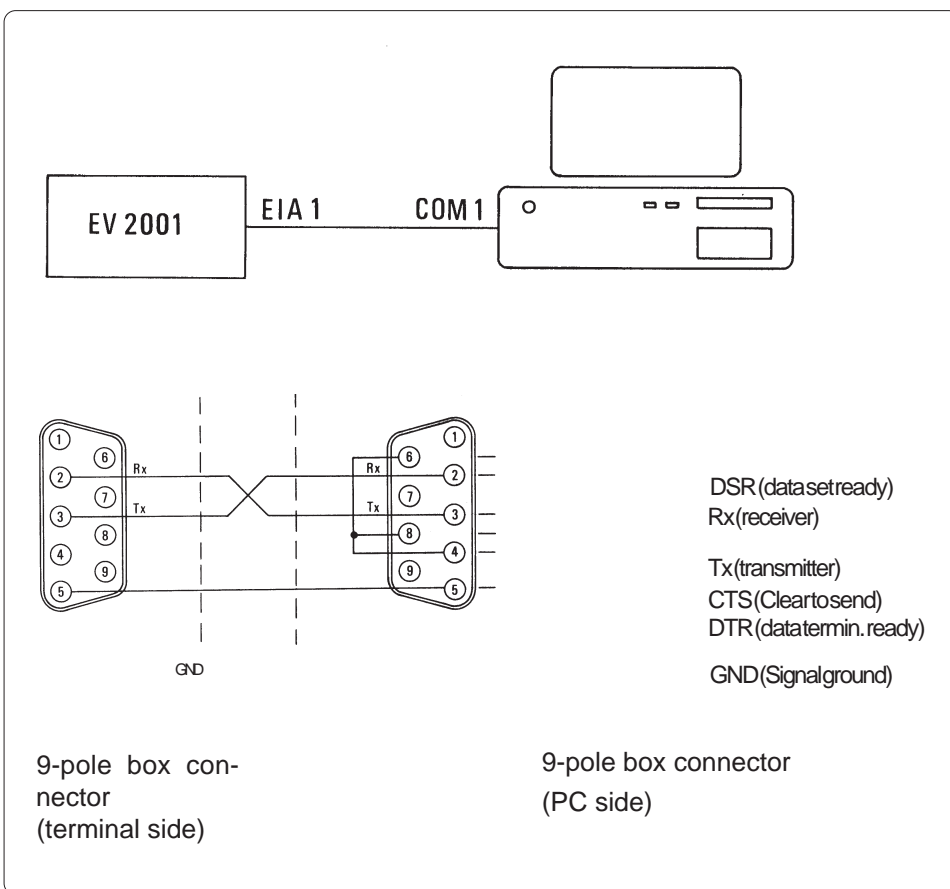 EV 2001
EIA 1
COM 1
1
6
2
Rx
7
3
Tx
8
4
9
5
1
6
Rx
2
7
Tx
3
8
4
9
5
GND
DSR(datasetready)
Rx(receiver)
Tx(transmitter)
CTS(Cleartosend)
DTR(datatermin.ready)
GND(Signalground)
9-pole box con-
nector
(terminal side)
9-pole box connector
(PC side)